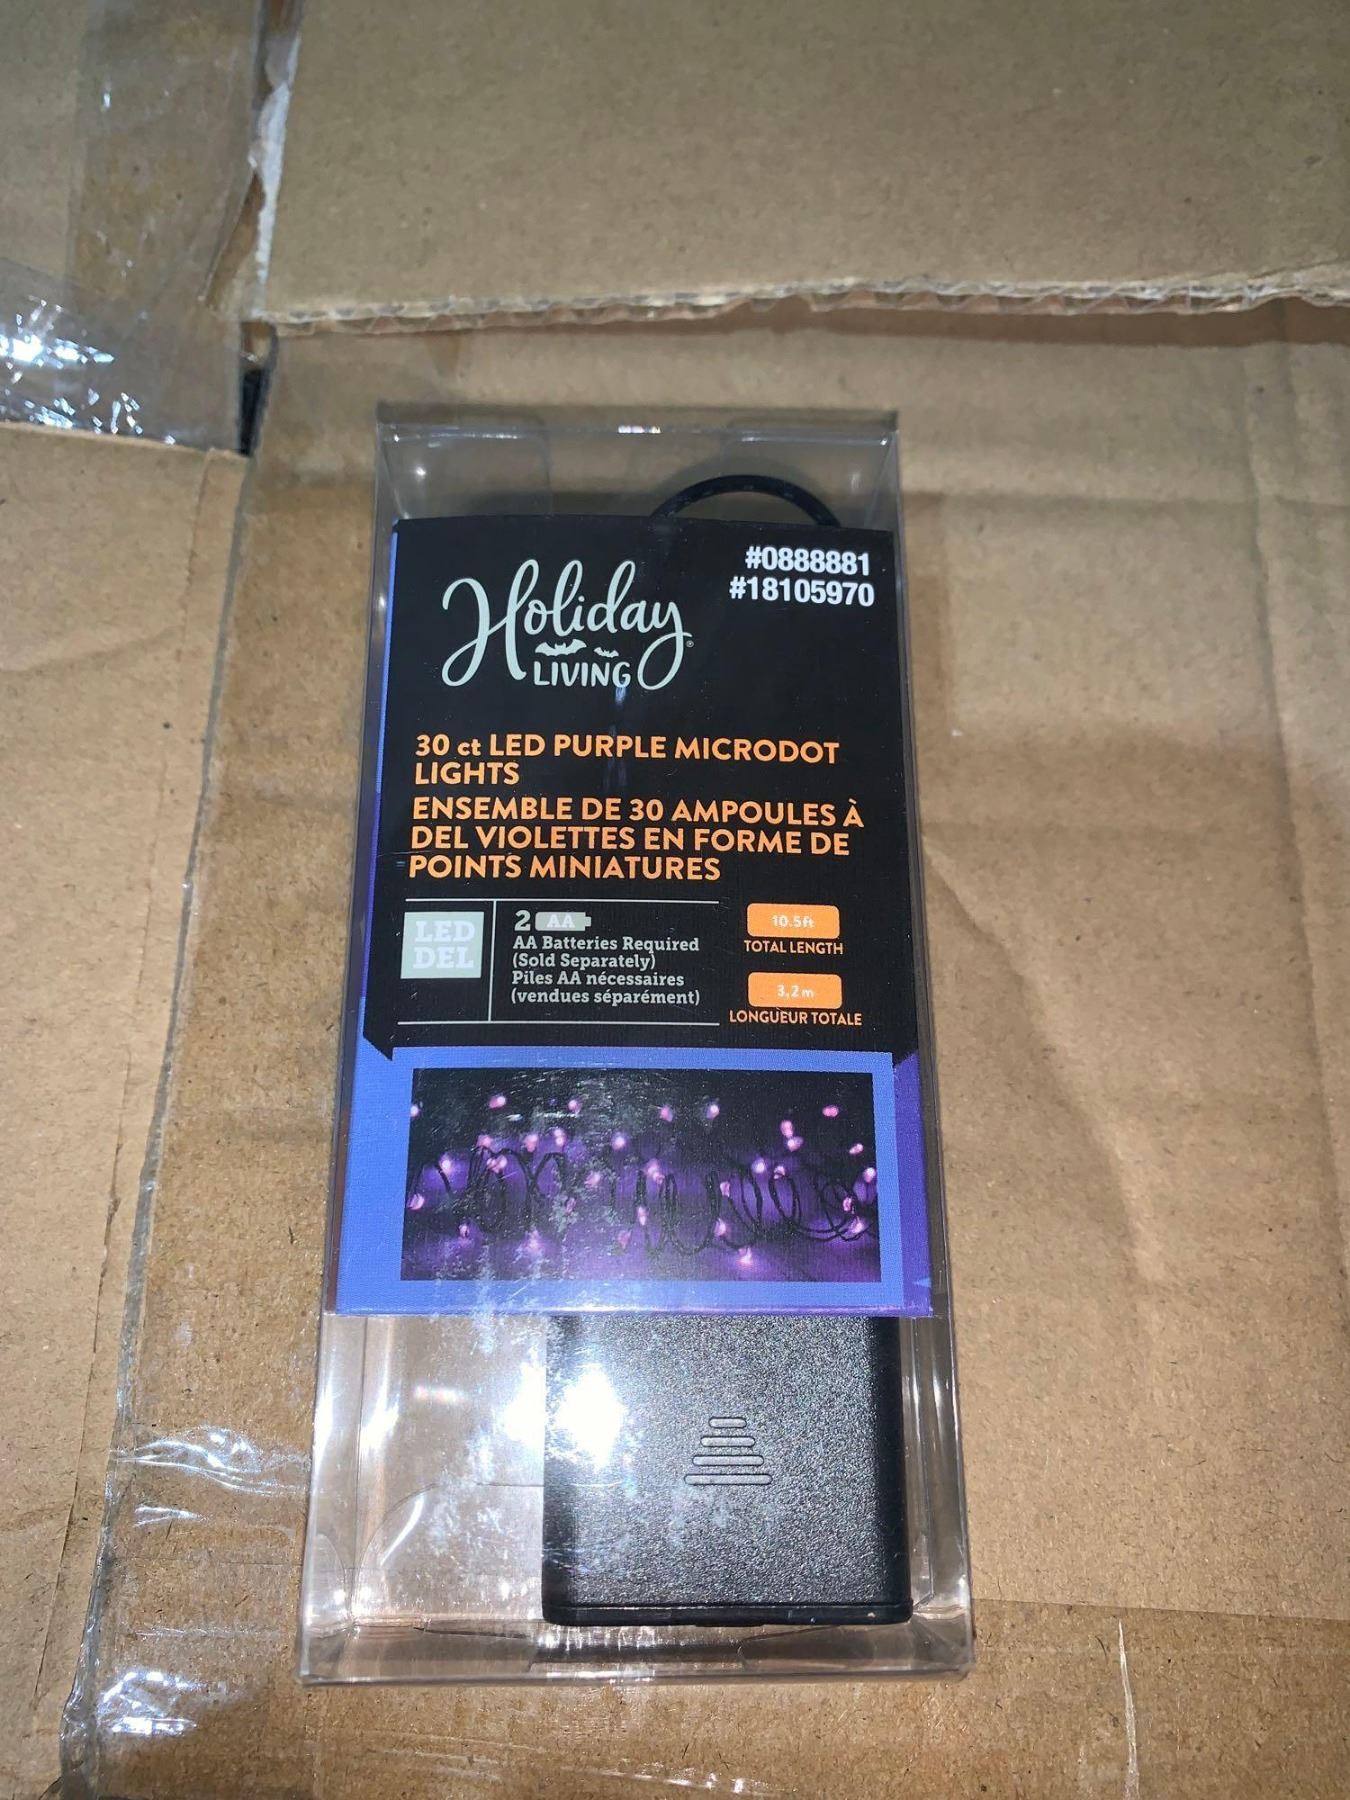 #0888881
#18105970
Holiday
LIVING®
30 ct LED PURPLE MICRODOT
LIGHTS
ENSEMBLE DE 30 AMPOULES À
DEL VIOLETTES EN FORME DE
POINTS MINIATURES
LED
DEL
2 AA
AA Batteries Required
(Sold Separately)
Piles AA nécessaires
(vendues séparément)
10.5ft
TOTAL LENGTH
3,2 m
LONGUEUR TOTALE